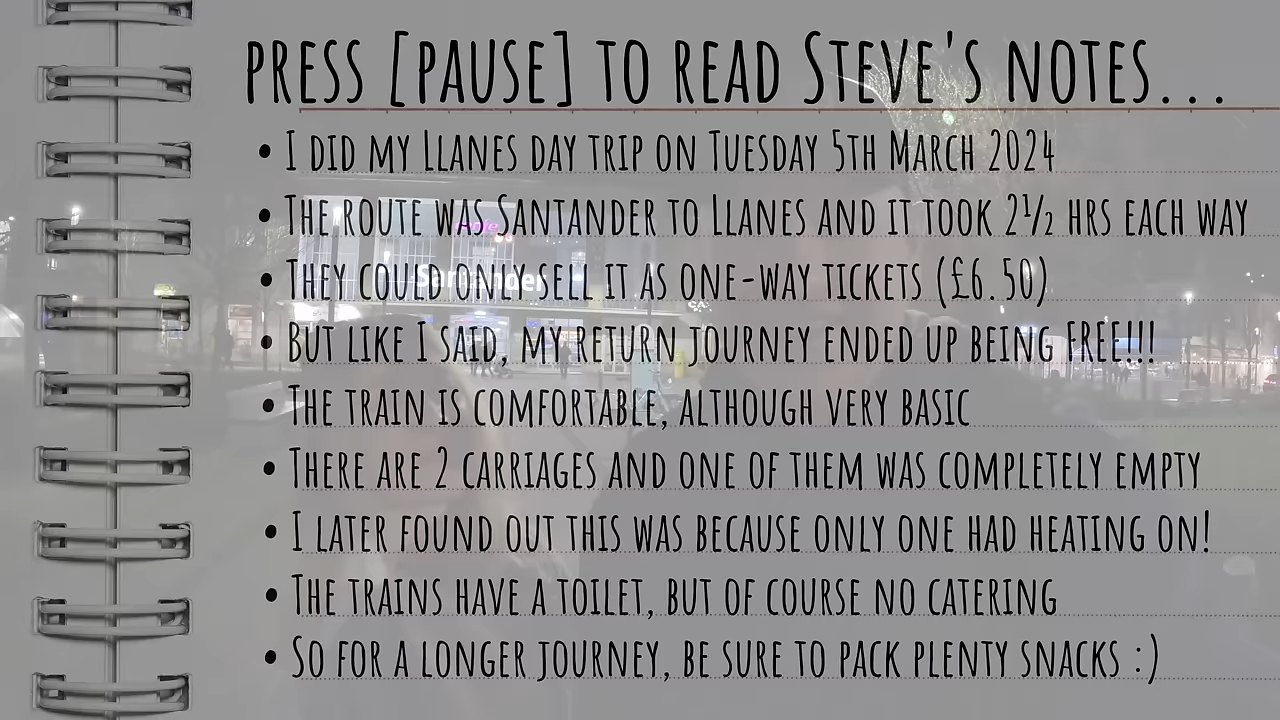 PRESS [PAUSE] TO READ STEVE'S NOTES...
• I DID MY LLANES DAY TRIP ON TUESDAY 5TH MARCH 2024
• THE ROUTE WAS SANTANDER TO LLANES AND IT TOOK 2½ HRS EACH WAY
• THEY COULD ONLY SELL IT AS ONE-WAY TICKETS (£6.50)
• BUT LIKE I SAID, MY RETURN JOURNEY ENDED UP BEING FREE!!!
• THE TRAIN IS COMFORTABLE, ALTHOUGH VERY BASIC
• THERE ARE 2 CARRIAGES AND ONE OF THEM WAS COMPLETELY EMPTY
• I LATER FOUND OUT THIS WAS BECAUSE ONLY ONE HAD HEATING ON!
• THE TRAINS HAVE A TOILET, BUT OF COURSE NO CATERING
• SO FOR A LONGER JOURNEY, BE SURE TO PACK PLENTY SNACKS :)
renfe
Santander